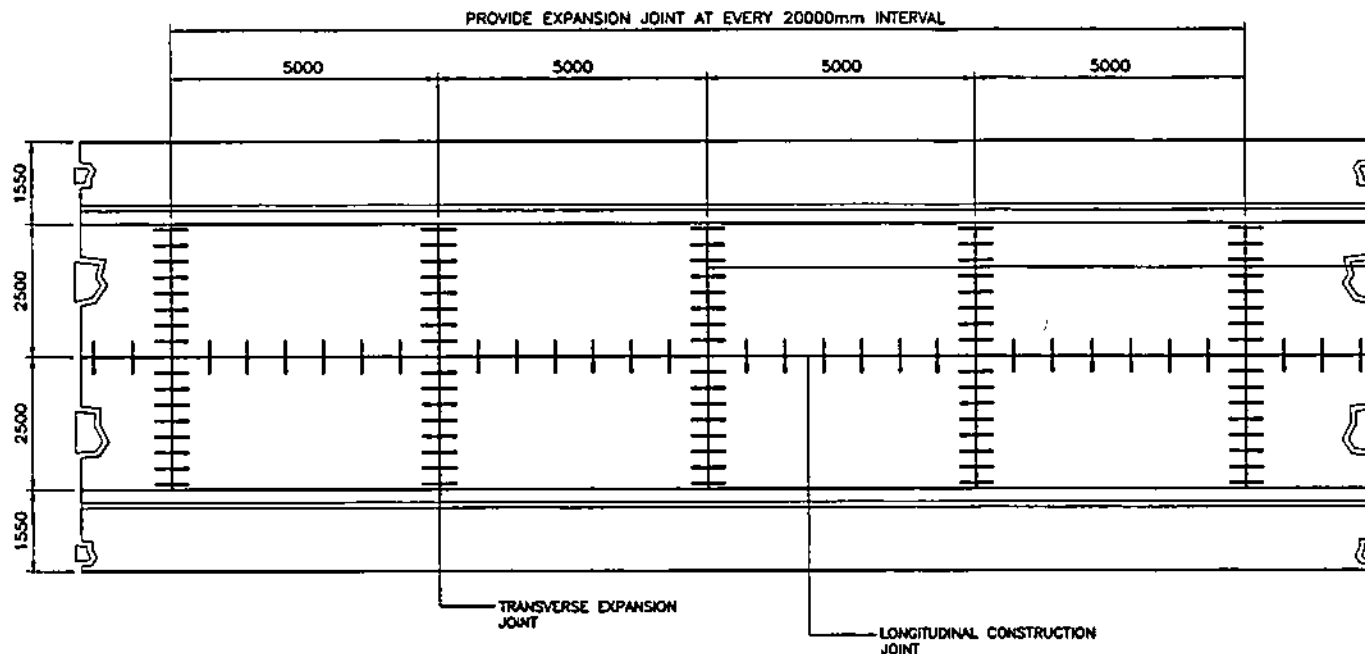 PROVIDE EXPANSION JOINT AT EVERY 20000mm INTERVAL
5000 5000 5000 5000
1550
2500
2500
1550
TRANSVERSE EXPANSION
JOINT
LONGITUDINAL CONSTRUCTION
JOINT